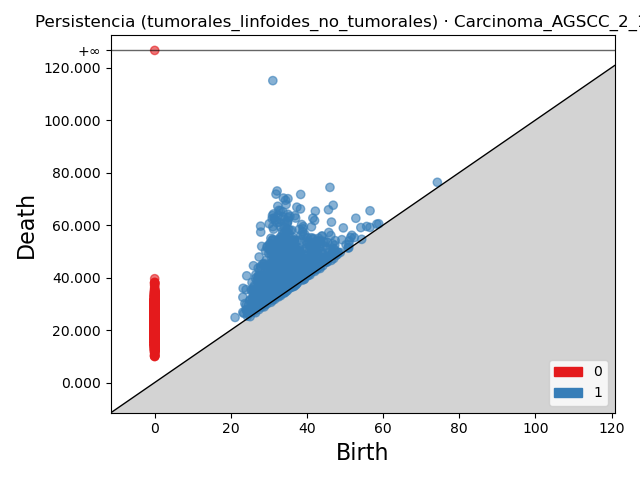 Persistencia (tumorales_linfoides_no_tumorales) · Carcinoma_AGSCC_2_
+∞
120.000
100.000
80.000
60.000
40.000
20.000
0.000
Death
0
1
0 20 40 60 80 100 120
Birth